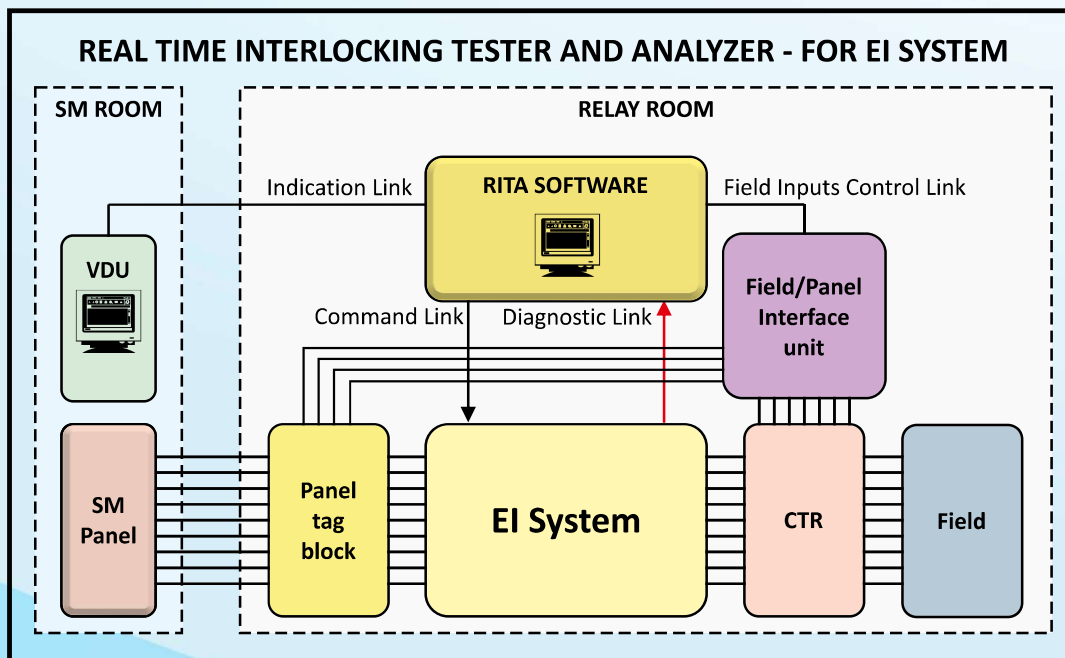 REAL TIME INTERLOCKING TESTER AND ANALYZER - FOR EI SYSTEM
SM ROOM
RELAY ROOM
Indication Link
RITA SOFTWARE
Field Inputs Control Link
VDU
Field/Panel
Interface
unit
Command Link
Diagnostic Link
SM
Panel
Panel
tag
block
EI System
CTR
Field